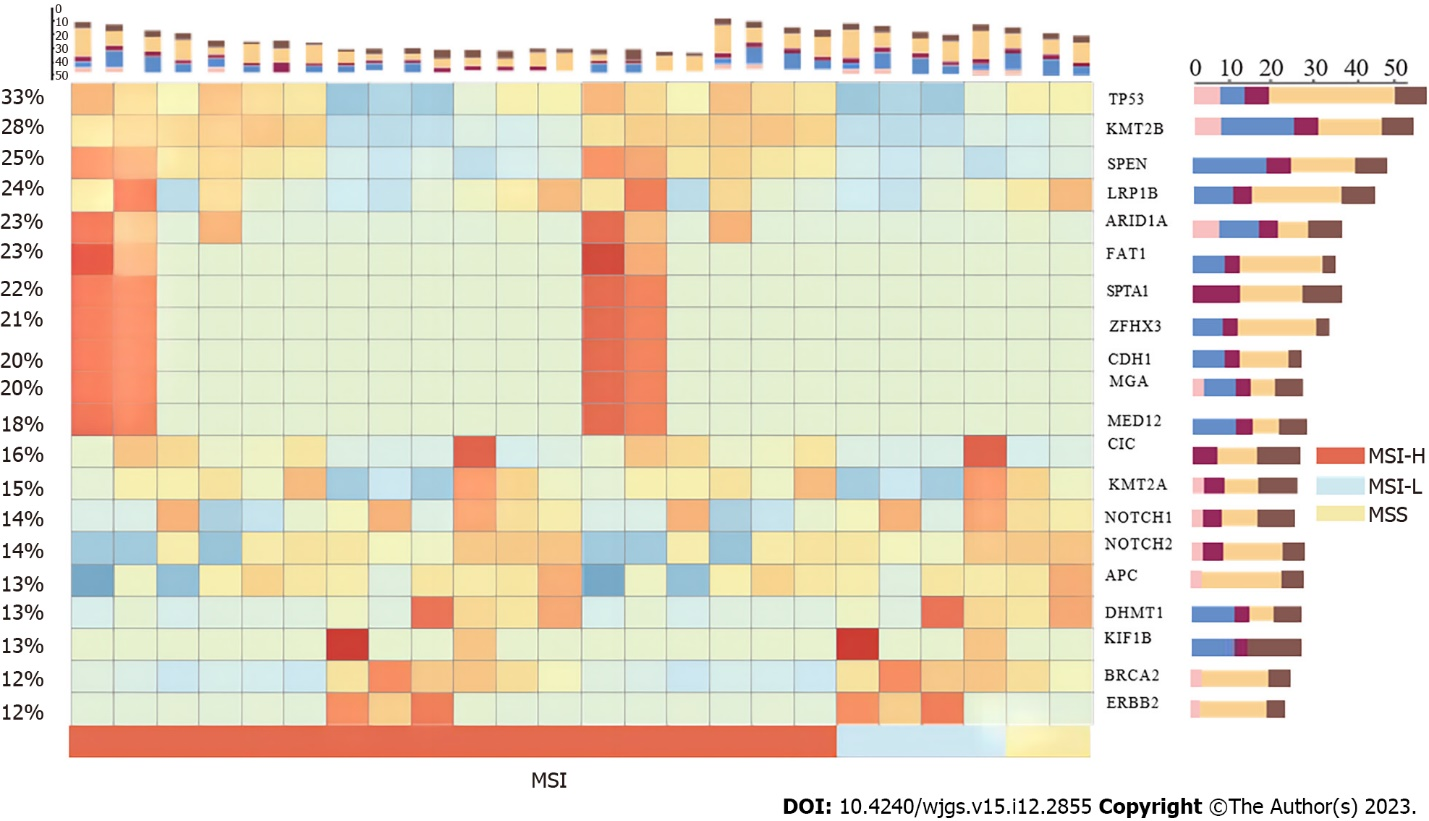 0
10
20
30
40
50
0 10 20 30 40 50
33% TP53
28% KMT2B
25% SPEN
24% LRP1B
23% ARID1A
23% FAT1
22% SPTA1
21% ZFHX3
20% CDH1
20% MGA
18% MED12
16% CIC
MSI-H
15% KMT2A
MSI-L
14% NOTCH1
MSS
14% NOTCH2
13% APC
13% DHMT1
13% KIF1B
12% BRCA2
12% ERBB2
MSI
DOI: 10.4240/wjgs.v15.i12.2855 Copyright ©The Author(s) 2023.